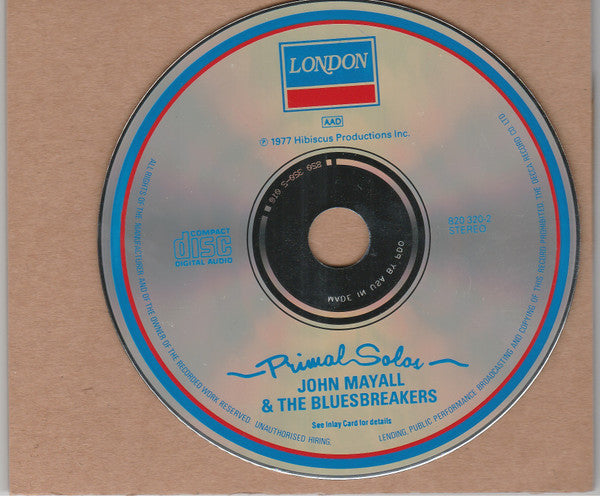 LONDON
AAD
℗ 1977 Hibiscus Productions Inc.
820 320-2 STEREO
COMPACT
disc
DIGITAL AUDIO
MADE IN USA BY PDO
Primal Solos
JOHN MAYALL
& THE BLUESBREAKERS
See Inlay Card for details
ALL RIGHTS OF THE MANUFACTURER AND OF THE OWNER OF THE RECORDED WORK RESERVED. UNAUTHORISED HIRING, LENDING, PUBLIC PERFORMANCE, BROADCASTING AND COPYING OF THIS RECORD PROHIBITED. THE DECCA RECORD CO LTD.